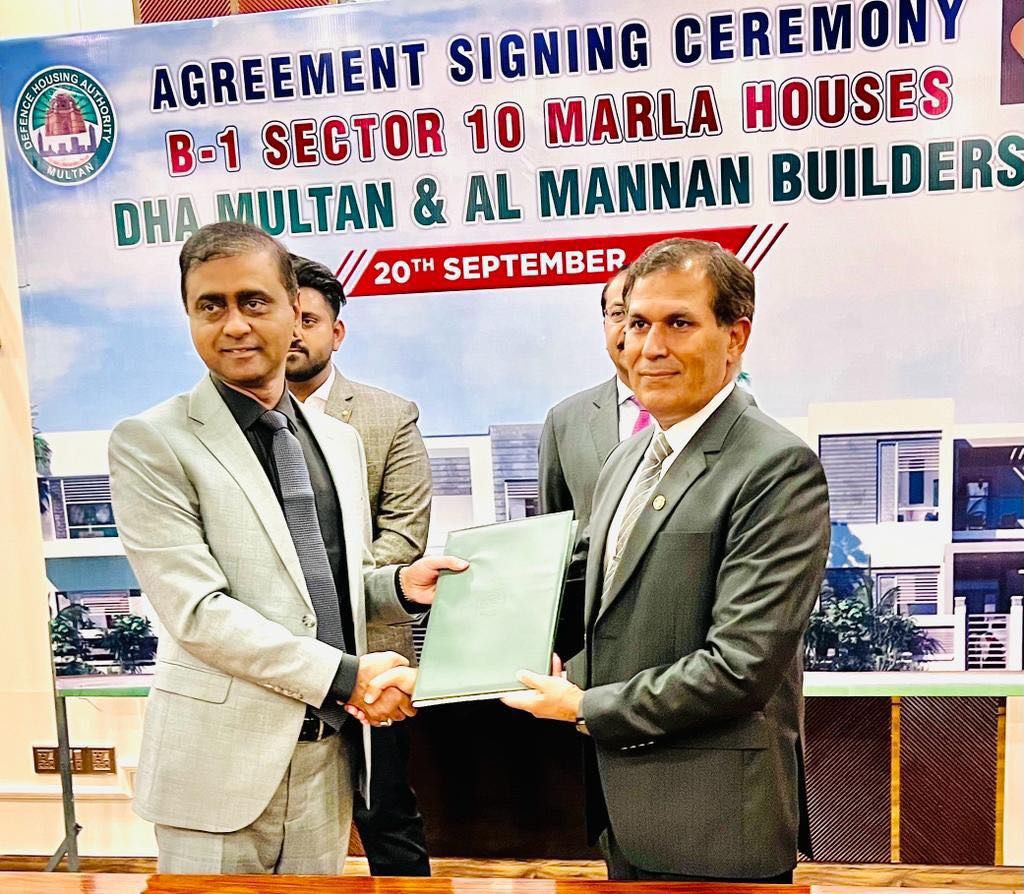 AGREEMENT SIGNING CEREMONY
B-1 SECTOR 10 MARLA HOUSES
DHA MULTAN & AL MANNAN BUILDERS
20TH SEPTEMBER
DEFENCE HOUSING AUTHORITY
MULTAN